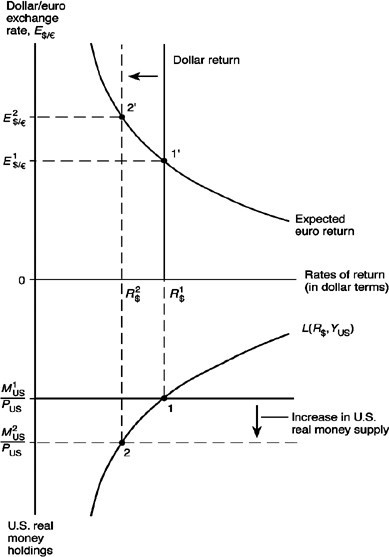 Dollar/euro
exchange
rate, E$/€
Dollar return
2'
E²$/€
1'
E¹$/€
Expected
euro return
0
Rates of return
(in dollar terms)
R²$
R¹$
L(R$, YUS)
M¹US
PUS
1
Increase in U.S.
real money supply
M²US
PUS
2
U.S. real
money
holdings